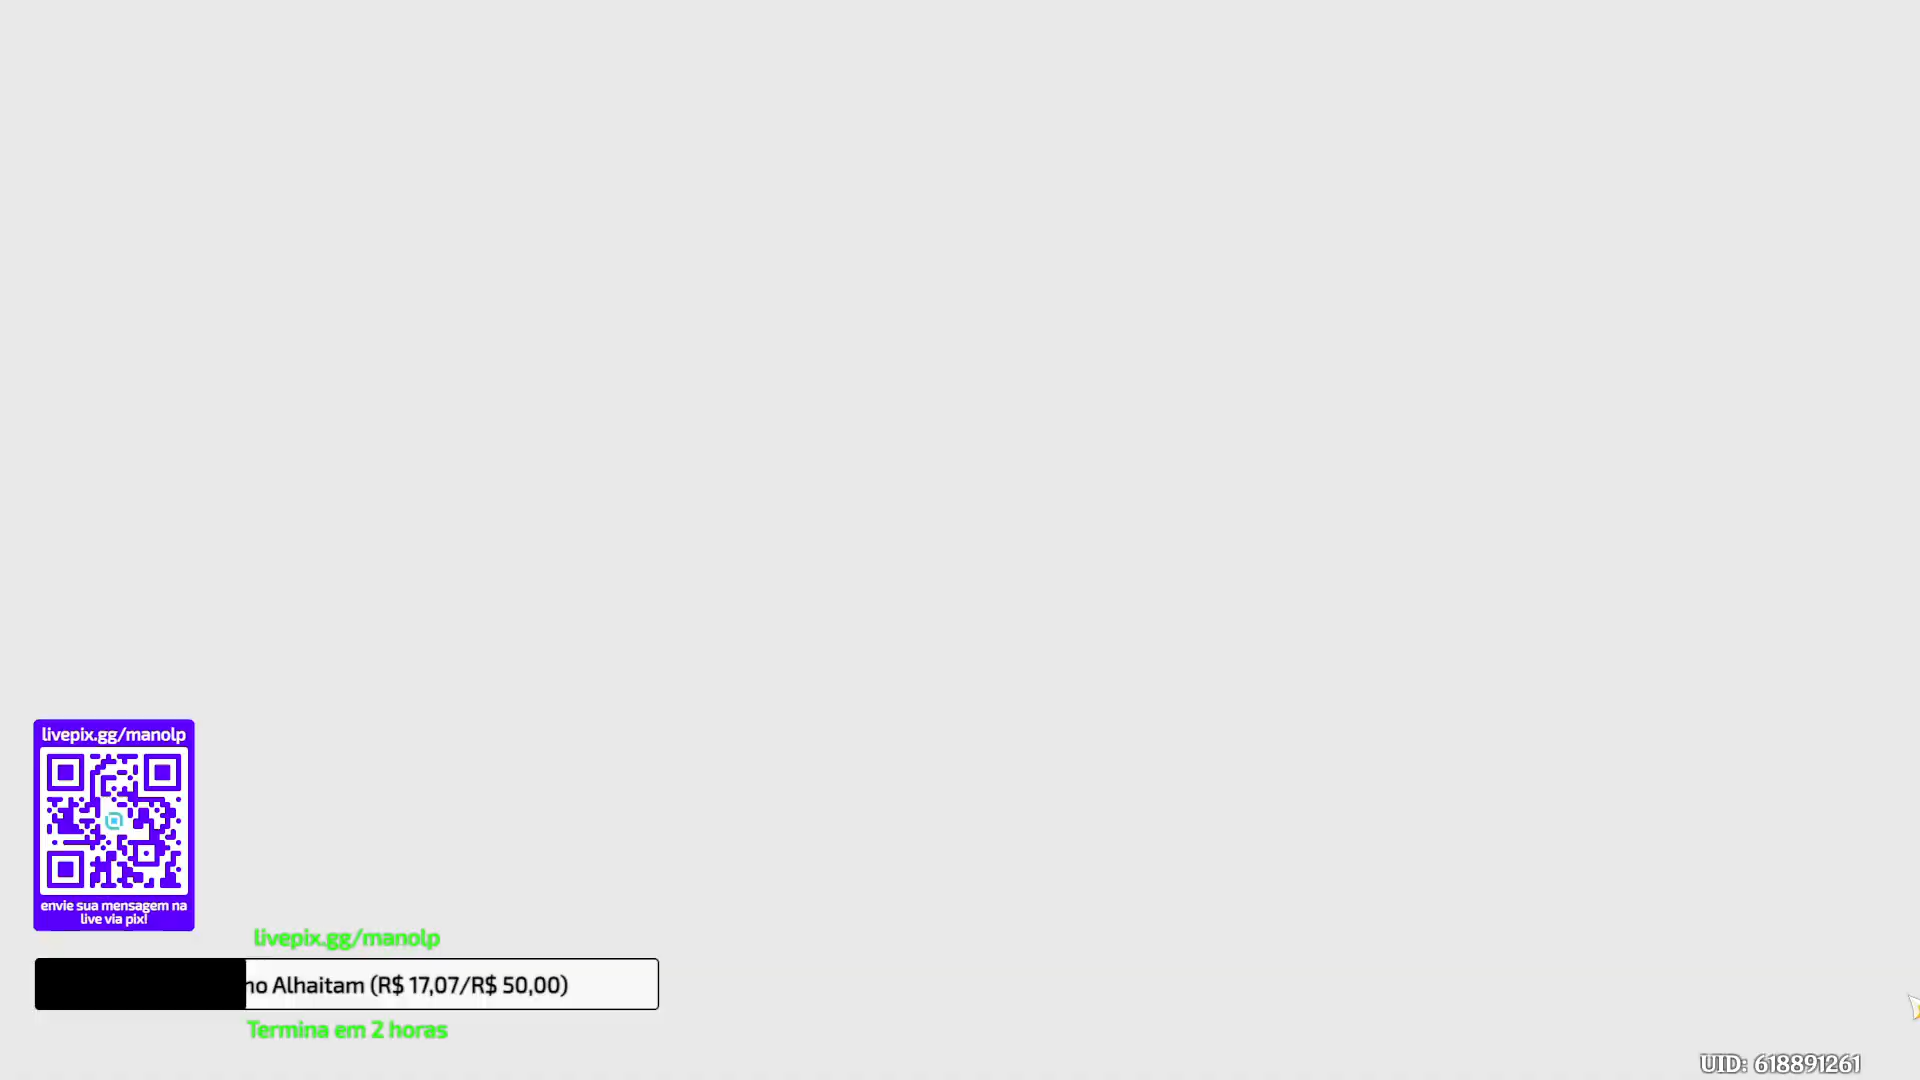 livepix.gg/manolp
envie sua mensagem na
live via pix!
livepix.gg/manolp
Alhaitam (R$ 17,07/R$ 50,00)
Termina em 2 horas
UID: 618891261